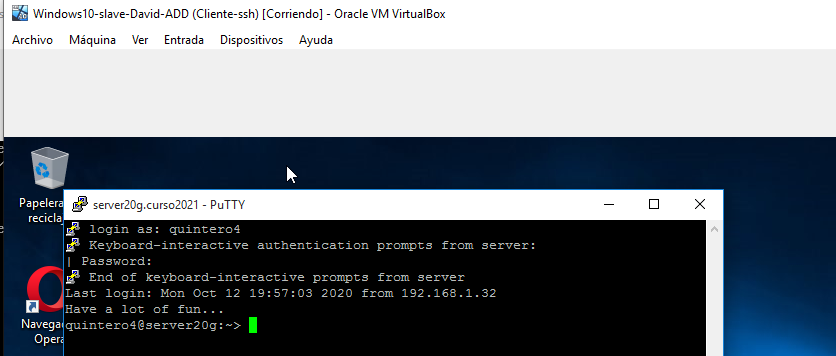 Windows10-slave-David-ADD (Cliente-ssh) [Corriendo] - Oracle VM VirtualBox
Archivo Máquina Ver Entrada Dispositivos Ayuda
Papelera
recicla
server20g.curso2021 - PuTTY
login as: quintero4
Keyboard-interactive authentication prompts from server:
| Password:
End of keyboard-interactive prompts from server
Last login: Mon Oct 12 19:57:03 2020 from 192.168.1.32
Have a lot of fun...
quintero4@server20g:~>
Navega
Oper